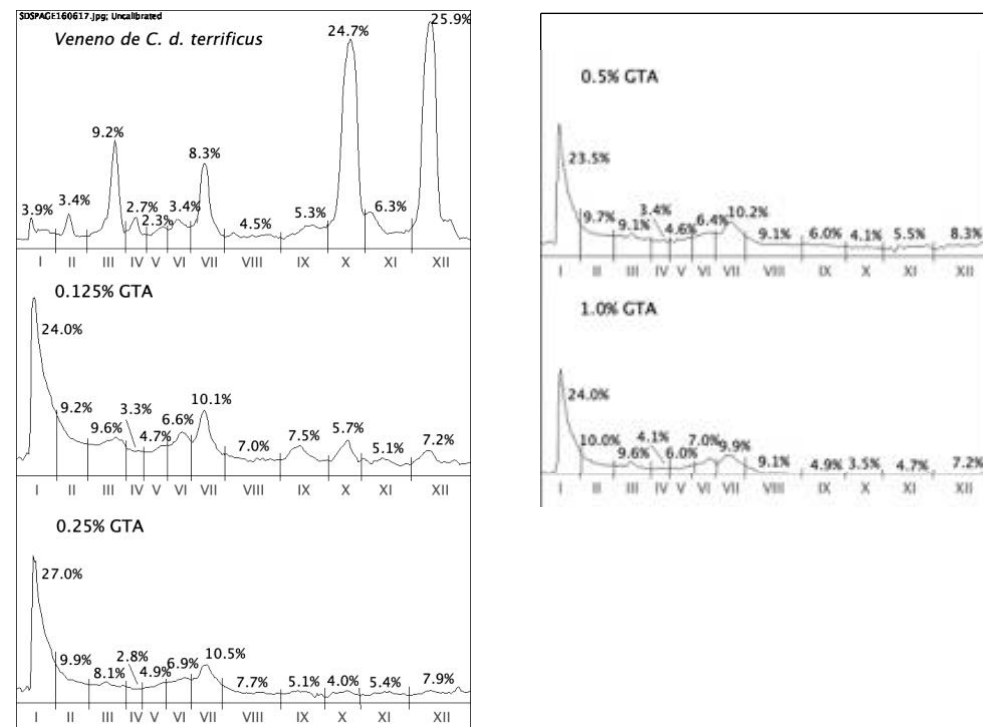 SDSPAGE160617.jpg; Uncalibrated
Veneno de C. d. terrificus
3.9% 3.4% 9.2% 2.7% 2.3% 3.4% 8.3% 4.5% 5.3% 24.7% 6.3% 25.9%
I II III IV V VI VII VIII IX X XI XII
0.125% GTA
24.0% 9.2% 9.6% 3.3% 4.7% 6.6% 10.1% 7.0% 7.5% 5.7% 5.1% 7.2%
I II III IV V VI VII VIII IX X XI XII
0.25% GTA
27.0% 9.9% 8.1% 2.8% 4.9% 6.9% 10.5% 7.7% 5.1% 4.0% 5.4% 7.9%
I II III IV V VI VII VIII IX X XI XII
0.5% GTA
23.5% 9.7% 9.1% 3.4% 4.6% 6.4% 10.2% 9.1% 6.0% 4.1% 5.5% 8.3%
I II III IV V VI VII VIII IX X XI XII
1.0% GTA
24.0% 10.0% 9.6% 4.1% 6.0% 7.0% 9.9% 9.1% 4.9% 3.5% 4.7% 7.2%
I II III IV V VI VII VIII IX X XI XII